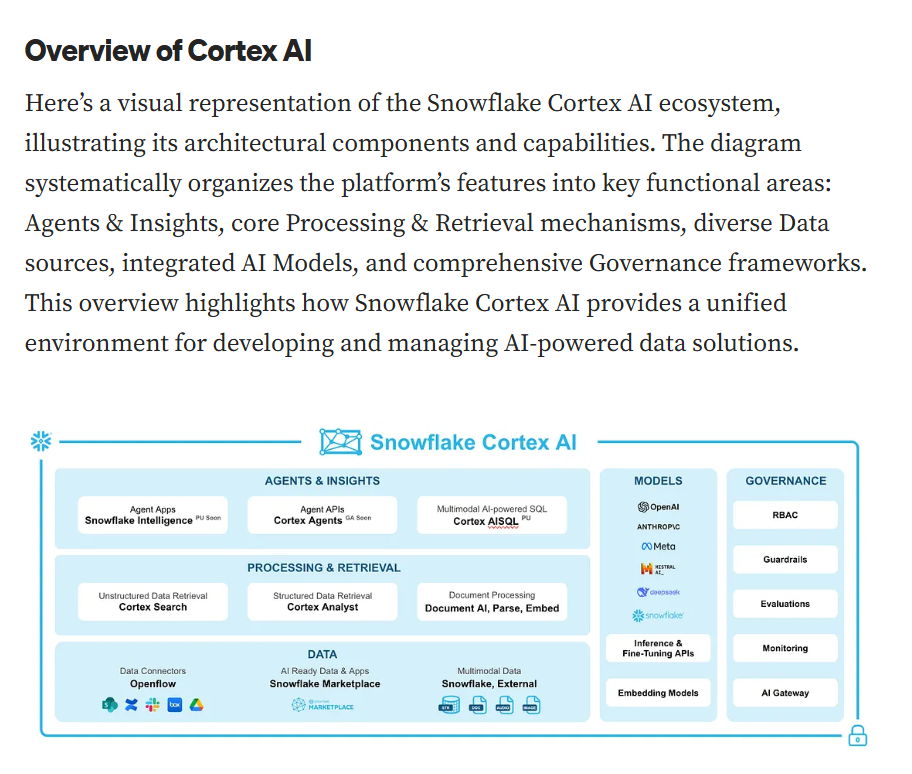 Overview of Cortex AI
Here’s a visual representation of the Snowflake Cortex AI ecosystem,
illustrating its architectural components and capabilities. The diagram
systematically organizes the platform’s features into key functional areas:
Agents & Insights, core Processing & Retrieval mechanisms, diverse Data
sources, integrated AI Models, and comprehensive Governance frameworks.
This overview highlights how Snowflake Cortex AI provides a unified
environment for developing and managing AI-powered data solutions.
Snowflake Cortex AI
AGENTS & INSIGHTS
Agent Apps
Snowflake Intelligence PU Soon
Agent APIs
Cortex Agents GA Soon
Multimodal AI-powered SQL
Cortex AISQL PU
PROCESSING & RETRIEVAL
Unstructured Data Retrieval
Cortex Search
Structured Data Retrieval
Cortex Analyst
Document Processing
Document AI, Parse, Embed
DATA
Data Connectors
Openflow
box
AI Ready Data & Apps
Snowflake Marketplace
MARKETPLACE
Multimodal Data
Snowflake, External
DOC
AUDIO
IMAGE
MODELS
OpenAI
ANTHROP\C
Meta
MISTRAL
AI_
deepseek
snowflake
Inference &
Fine-Tuning APIs
Embedding Models
GOVERNANCE
RBAC
Guardrails
Evaluations
Monitoring
AI Gateway